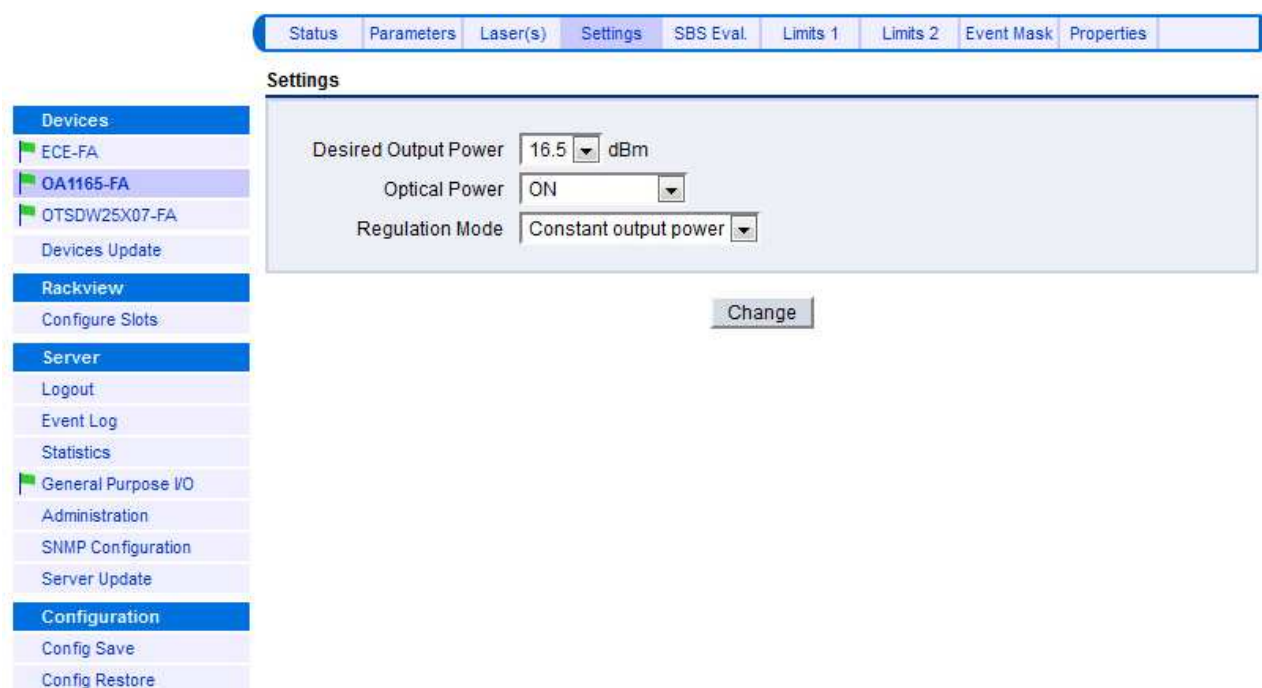 Status Parameters Laser(s) Settings SBS Eval. Limits 1 Limits 2 Event Mask Properties
Settings
Devices
ECE-FA
OA1165-FA
OTSDW25X07-FA
Devices Update
Rackview
Configure Slots
Server
Logout
Event Log
Statistics
General Purpose I/O
Administration
SNMP Configuration
Server Update
Configuration
Config Save
Config Restore
Desired Output Power 16.5 dBm
Optical Power ON
Regulation Mode Constant output power
Change